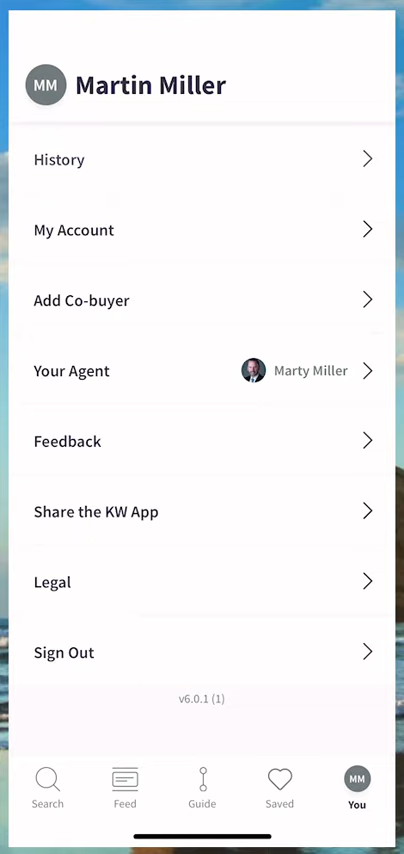 MM Martin Miller
History
My Account
Add Co-buyer
Your Agent Marty Miller
Feedback
Share the KW App
Legal
Sign Out
v6.0.1 (1)
MM
Search Feed Guide Saved You